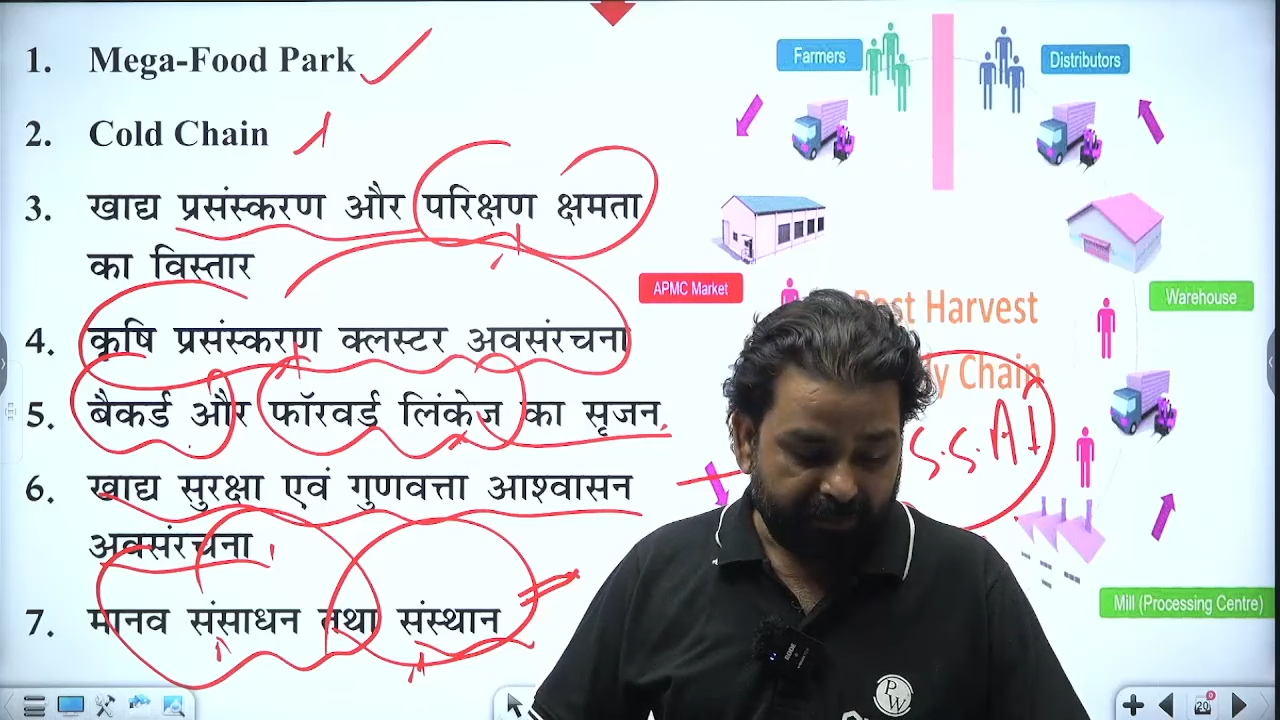 1. Mega-Food Park
2. Cold Chain
3. खाद्य प्रसंस्करण और परिक्षण क्षमता
का विस्तार
4. कृषि प्रसंस्करण क्लस्टर अवसंरचना
5. बैकर्ड और फॉरवर्ड लिंकेज का सृजन
6. खाद्य सुरक्षा एवं गुणवत्ता आश्वासन
अवसंरचना
7. मानव संसाधन तथा संस्थान
Farmers
Distributors
APMC Market
Warehouse
Harvest
Chain
S.S.A.I
Mill (Processing Centre)
PW
20